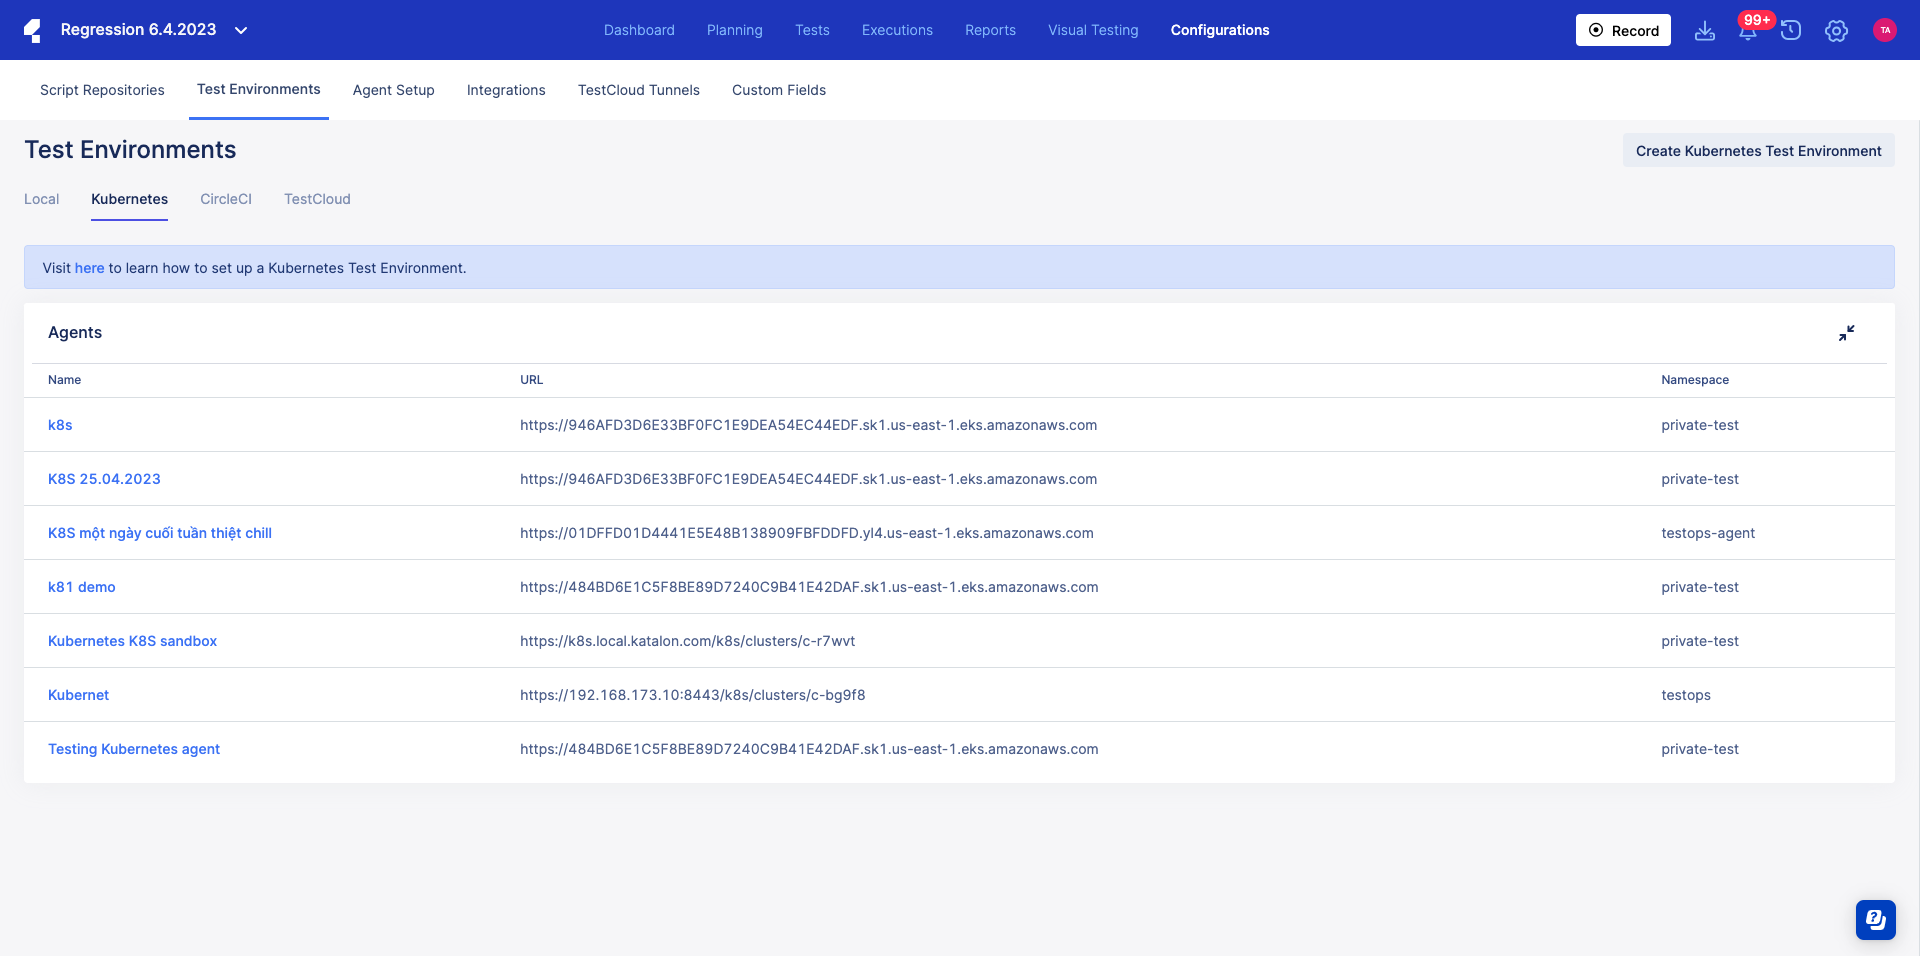 Regression 6.4.2023
Dashboard Planning Tests Executions Reports Visual Testing Configurations
Record
99+
TA
Script Repositories Test Environments Agent Setup Integrations TestCloud Tunnels Custom Fields
Test Environments
Create Kubernetes Test Environment
Local Kubernetes CircleCI TestCloud
Visit here to learn how to set up a Kubernetes Test Environment.
Agents
Name URL Namespace
k8s https://946AFD3D6E33BF0FC1E9DEA54EC44EDF.sk1.us-east-1.eks.amazonaws.com private-test
K8S 25.04.2023 https://946AFD3D6E33BF0FC1E9DEA54EC44EDF.sk1.us-east-1.eks.amazonaws.com private-test
K8S một ngày cuối tuần thiệt chill https://01DFFD01D4441E5E48B138909FBFDDFD.yl4.us-east-1.eks.amazonaws.com testops-agent
k81 demo https://484BD6E1C5F8BE89D7240C9B41E42DAF.sk1.us-east-1.eks.amazonaws.com private-test
Kubernetes K8S sandbox https://k8s.local.katalon.com/k8s/clusters/c-r7wvt private-test
Kubernet https://192.168.173.10:8443/k8s/clusters/c-bg9f8 testops
Testing Kubernetes agent https://484BD6E1C5F8BE89D7240C9B41E42DAF.sk1.us-east-1.eks.amazonaws.com private-test